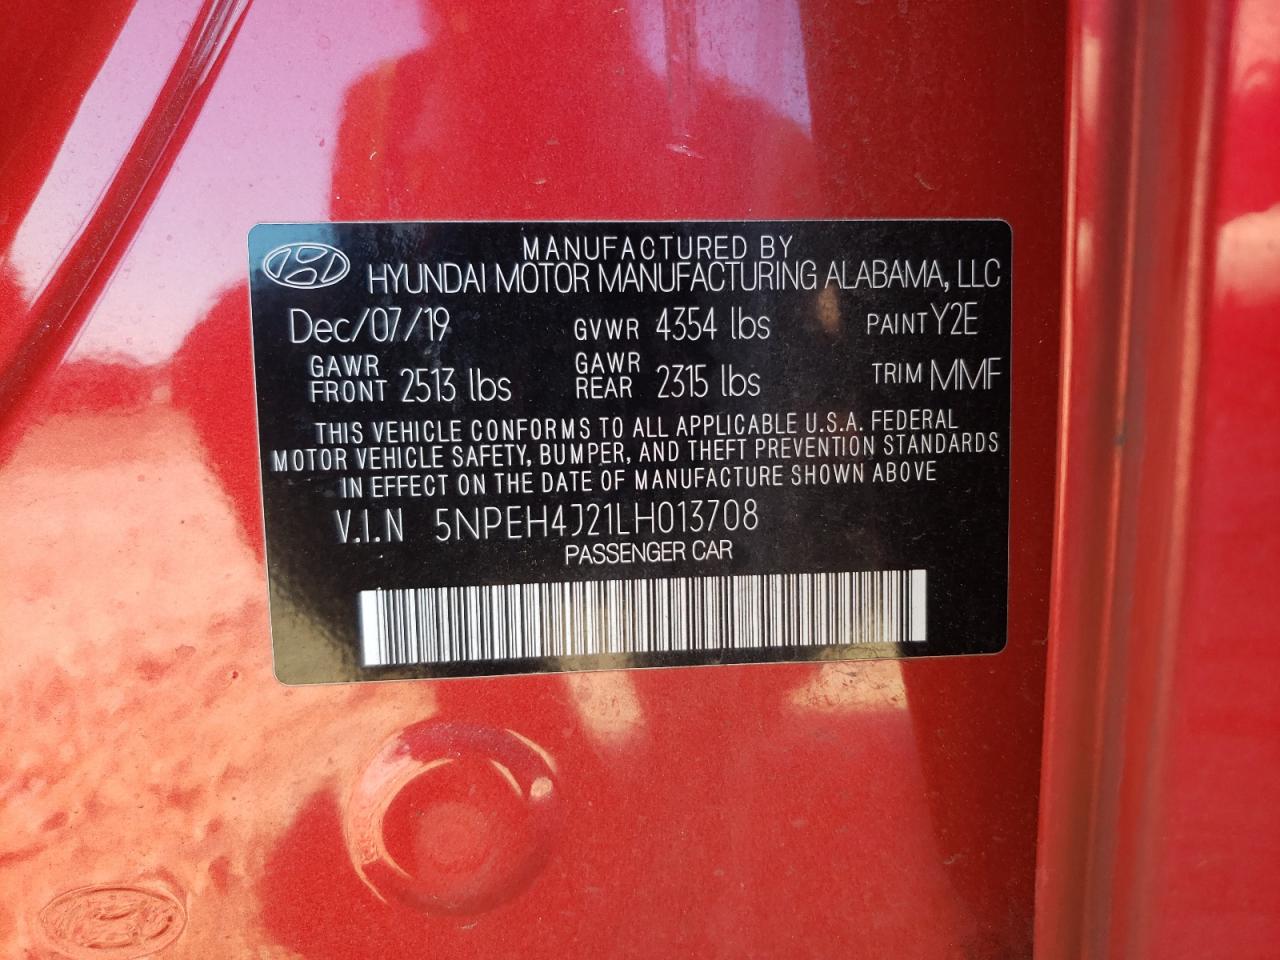 MANUFACTURED BY
HYUNDAI MOTOR MANUFACTURING ALABAMA, LLC
Dec/07/19 GVWR 4354 lbs PAINT Y2E
GAWR FRONT 2513 lbs GAWR REAR 2315 lbs TRIM MMF
THIS VEHICLE CONFORMS TO ALL APPLICABLE U.S.A. FEDERAL
MOTOR VEHICLE SAFETY, BUMPER, AND THEFT PREVENTION STANDARDS
IN EFFECT ON THE DATE OF MANUFACTURE SHOWN ABOVE
V.I.N 5NPEH4J21LH013708
PASSENGER CAR